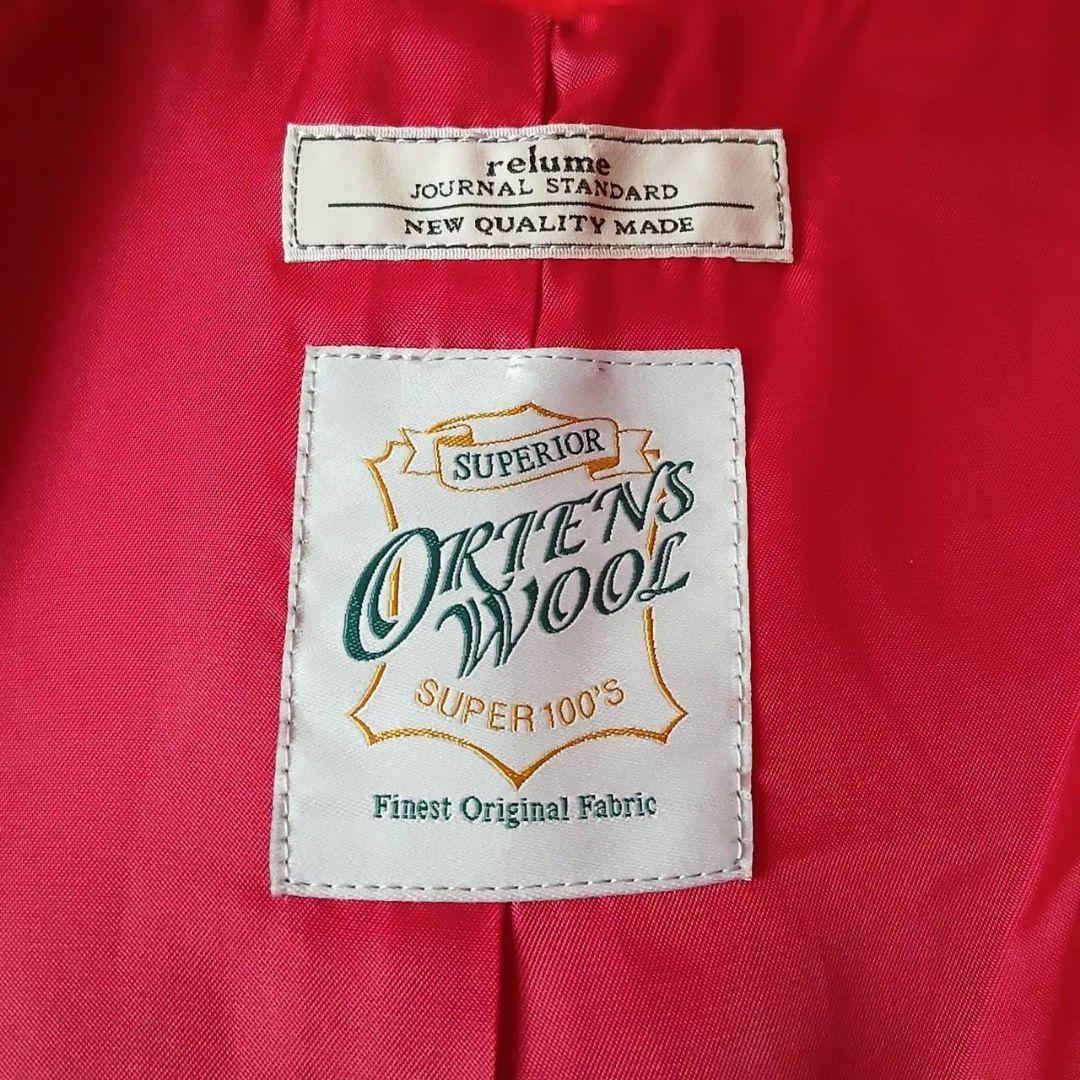 relume
JOURNAL STANDARD
NEW QUALITY MADE
SUPERIOR
ORIENS
WOOL
SUPER 100'S
Finest Original Fabric